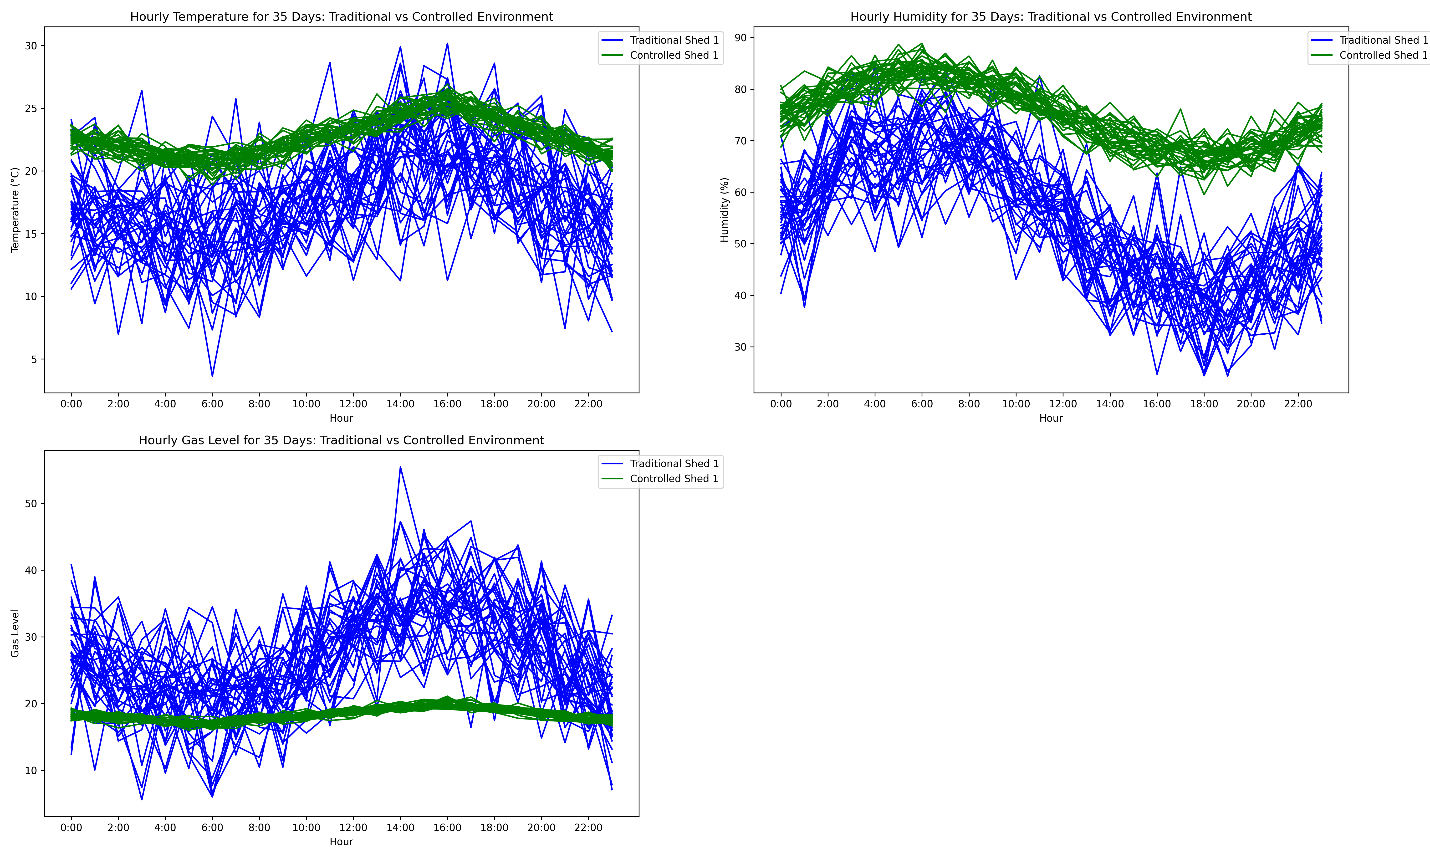 Hourly Temperature for 35 Days: Traditional vs Controlled Environment
Traditional Shed 1
Controlled Shed 1
30
25
20
15
10
5
Temperature (°C)
0:00 2:00 4:00 6:00 8:00 10:00 12:00 14:00 16:00 18:00 20:00 22:00
Hour
Hourly Humidity for 35 Days: Traditional vs Controlled Environment
Traditional Shed 1
Controlled Shed 1
90
80
70
60
50
40
30
Humidity (%)
0:00 2:00 4:00 6:00 8:00 10:00 12:00 14:00 16:00 18:00 20:00 22:00
Hour
Hourly Gas Level for 35 Days: Traditional vs Controlled Environment
Traditional Shed 1
Controlled Shed 1
50
40
30
20
10
Gas Level
0:00 2:00 4:00 6:00 8:00 10:00 12:00 14:00 16:00 18:00 20:00 22:00
Hour